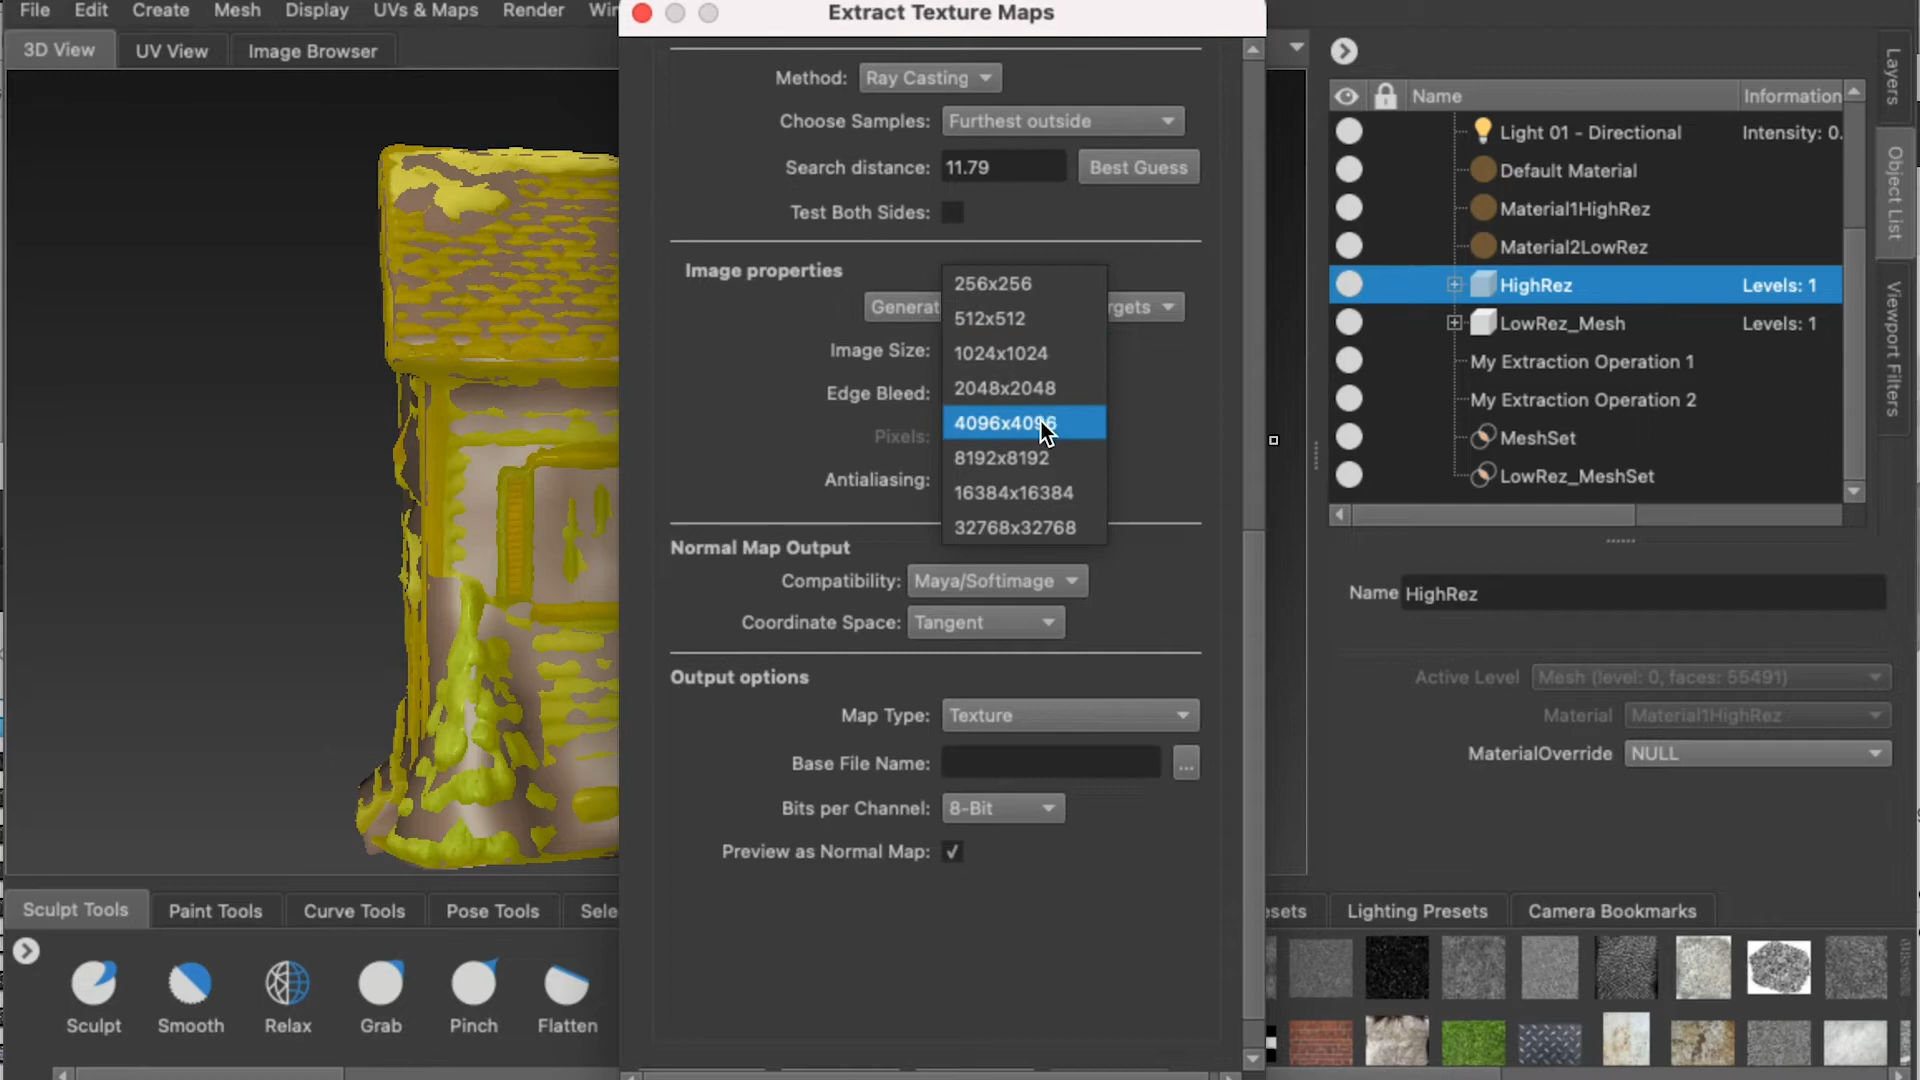 File Edit Create Mesh Display UVs & Maps Render
Extract Texture Maps
3D View UV View Image Browser
Method: Ray Casting
Choose Samples: Furthest outside
Search distance: 11.79 Best Guess
Test Both Sides:
Image properties
Image Size:
Edge Bleed:
Pixels:
Antialiasing:
256x256
512x512
1024x1024
2048x2048
4096x4096
8192x8192
16384x16384
32768x32768
Normal Map Output
Compatibility: Maya/Softimage
Coordinate Space: Tangent
Output options
Map Type: Texture
Base File Name: ...
Bits per Channel: 8-Bit
Preview as Normal Map:
Name Information
Light 01 - Directional Intensity: 0.
Default Material
Material1HighRez
Material2LowRez
HighRez Levels: 1
LowRez_Mesh Levels: 1
My Extraction Operation 1
My Extraction Operation 2
MeshSet
LowRez_MeshSet
Layers
Object List
Viewport Filters
Name HighRez
Active Level Mesh (level: 0, faces: 55491)
Material Material1HighRez
MaterialOverride NULL
Sculpt Tools Paint Tools Curve Tools Pose Tools
Lighting Presets Camera Bookmarks
Sculpt Smooth Relax Grab Pinch Flatten